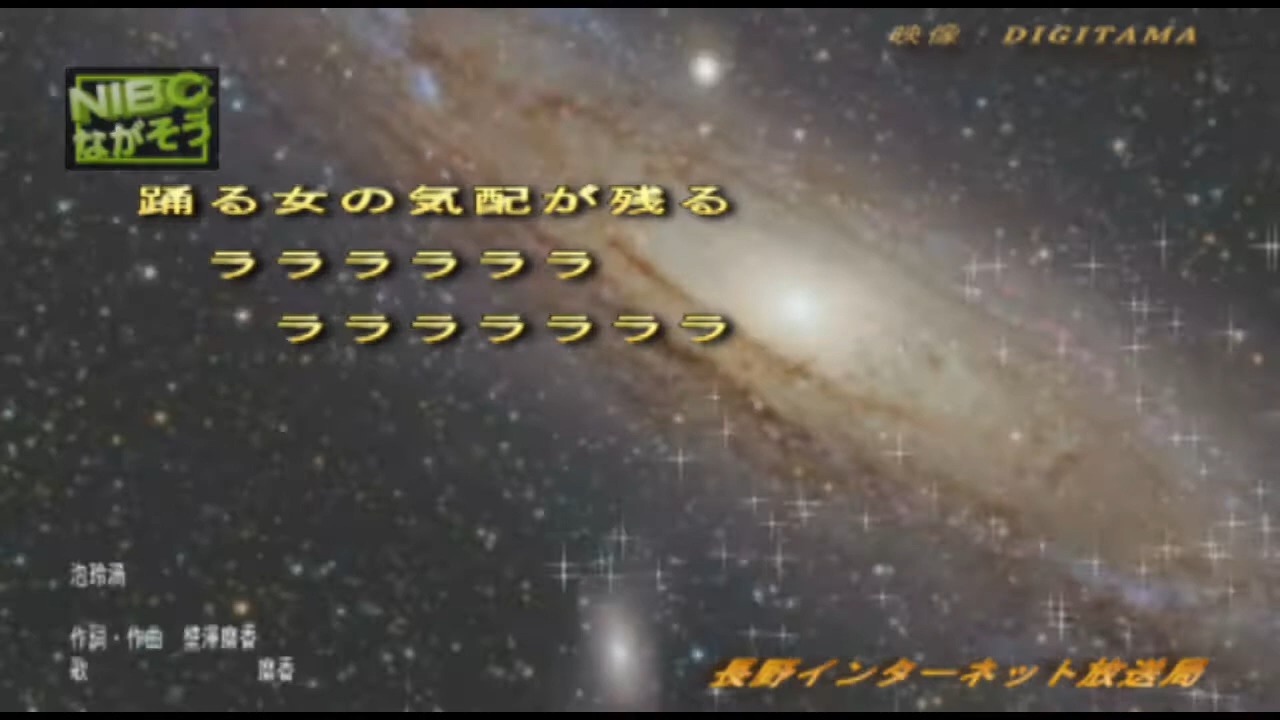 映像：DIGITAMA
NIBC
ながそう
踊る女の気配が残る
ララララララ
ラララララララ
泡玲滴
作詞・作曲
歌
長野インターネット放送局